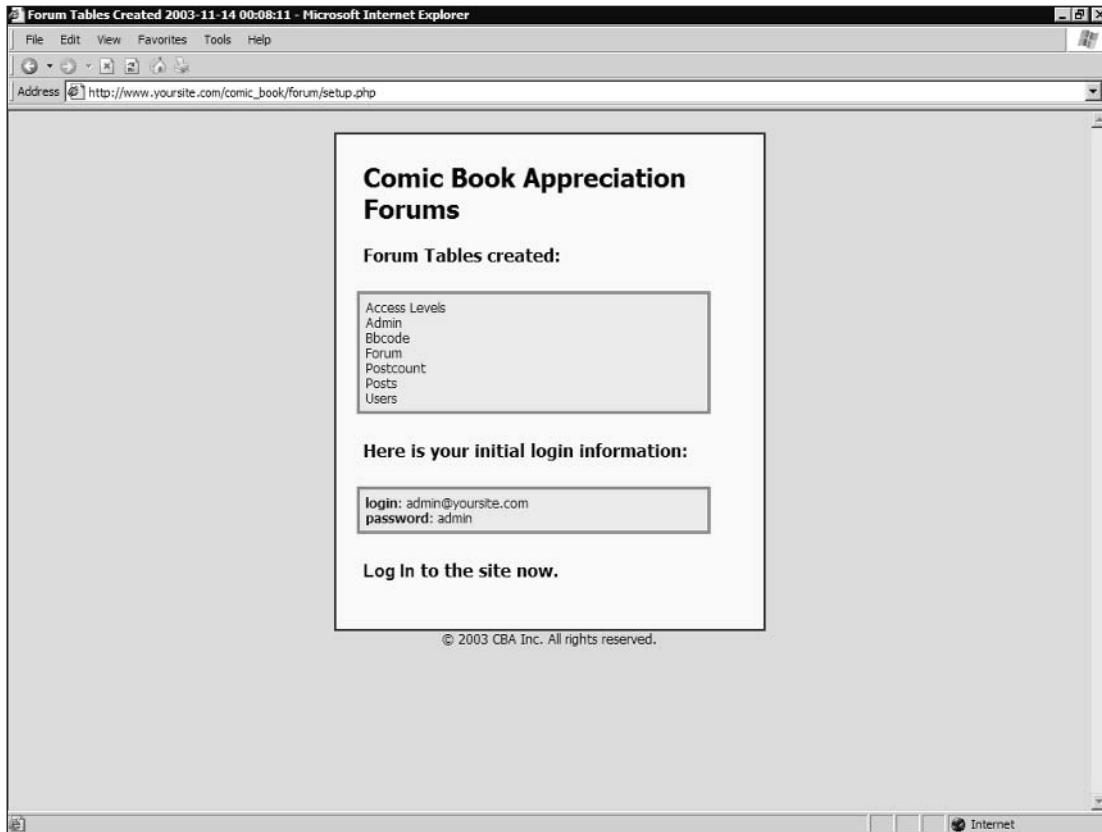 Forum Tables Created 2003-11-14 00:08:11 - Microsoft Internet Explorer
File Edit View Favorites Tools Help
Address http://www.yoursite.com/comic_book/forum/setup.php
Comic Book Appreciation
Forums
Forum Tables created:
Access Levels
Admin
Bbcode
Forum
Postcount
Posts
Users
Here is your initial login information:
login: admin@yoursite.com
password: admin
Log In to the site now.
© 2003 CBA Inc. All rights reserved.
Internet